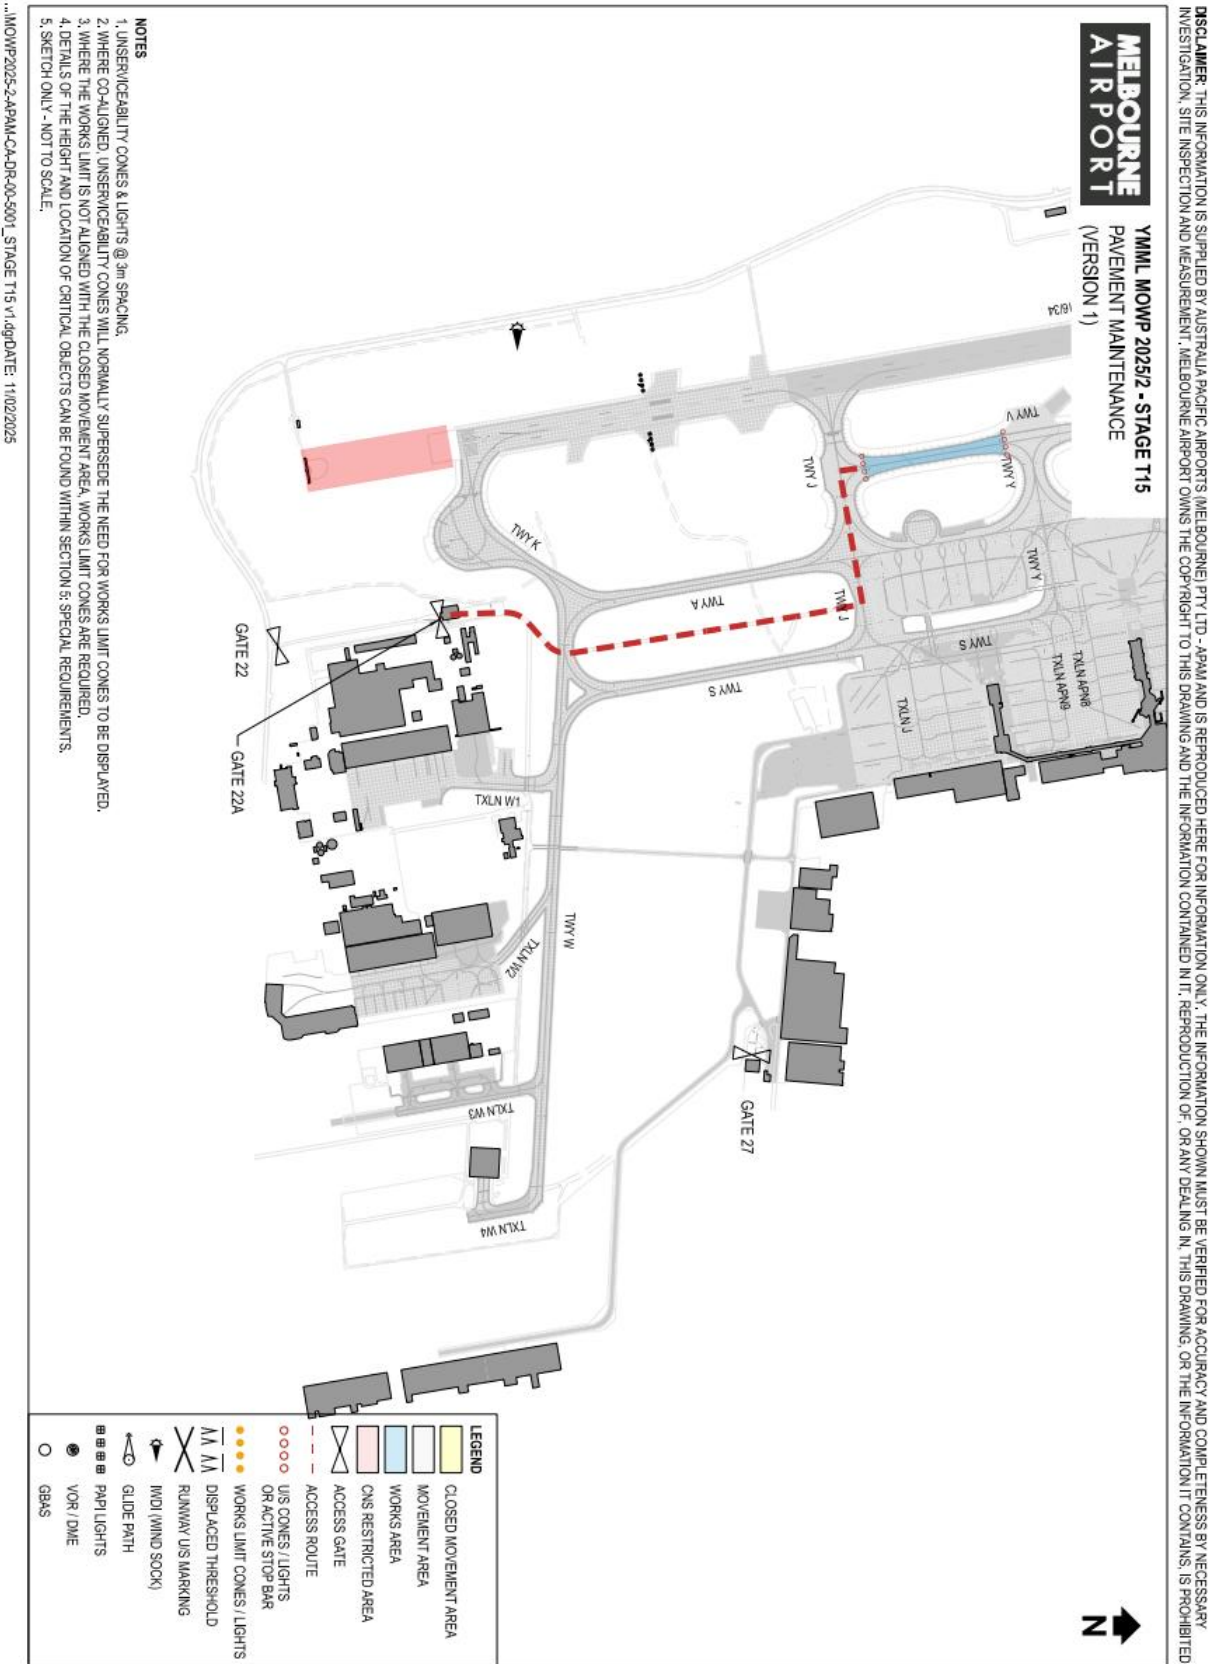 DISCLAIMER: THIS INFORMATION IS SUPPLIED BY AUSTRALIA PACIFIC AIRPORTS (MELBOURNE) PTY LTD - APAM AND IS REPRODUCED HERE FOR INFORMATION ONLY. THE INFORMATION SHOWN MUST BE VERIFIED FOR ACCURACY AND COMPLETENESS BY NECESSARY
INVESTIGATION, SITE INSPECTION AND MEASUREMENT. MELBOURNE AIRPORT OWNS THE COPYRIGHT TO THIS DRAWING AND THE INFORMATION CONTAINED IN IT. REPRODUCTION OF, OR ANY DEALING IN, THIS DRAWING, OR THE INFORMATION IT CONTAINS, IS PROHIBITED
MELBOURNE
AIRPORT
YMML MOWP 2025/2 - STAGE T15
PAVEMENT MAINTENANCE
(VERSION 1)
N
16/34
TWY V
TWY Y
TWY Y
TWY J
TWY J
TWY S
TXLN APN8
TXLN APN9
TXLN J
TWY K
TWY A
TWY S
TXLN W1
TWY W
TXLN W2
TXLN W3
TXLN W4
GATE 22
GATE 22A
GATE 27
NOTES
1. UNSERVICEABILITY CONES & LIGHTS @ 3m SPACING.
2. WHERE CO-ALIGNED, UNSERVICEABILITY CONES WILL NORMALLY SUPERSEDE THE NEED FOR WORKS LIMIT CONES TO BE DISPLAYED.
3. WHERE THE WORKS LIMIT IS NOT ALIGNED WITH THE CLOSED MOVEMENT AREA, WORKS LIMIT CONES ARE REQUIRED.
4. DETAILS OF THE HEIGHT AND LOCATION OF CRITICAL OBJECTS CAN BE FOUND WITHIN SECTION 5: SPECIAL REQUIREMENTS.
5. SKETCH ONLY - NOT TO SCALE.
LEGEND
CLOSED MOVEMENT AREA
MOVEMENT AREA
WORKS AREA
CNS RESTRICTED AREA
ACCESS GATE
ACCESS ROUTE
U/S CONES / LIGHTS
OR ACTIVE STOP BAR
WORKS LIMIT CONES / LIGHTS
DISPLACED THRESHOLD
RUNWAY U/S MARKING
IWDI (WIND SOCK)
GLIDE PATH
PAPI LIGHTS
VOR / DME
GBAS
...\MOWP2025-2-APAM-CA-DR-00-5001_STAGE T15 v1.dgnDATE: 11/02/2025